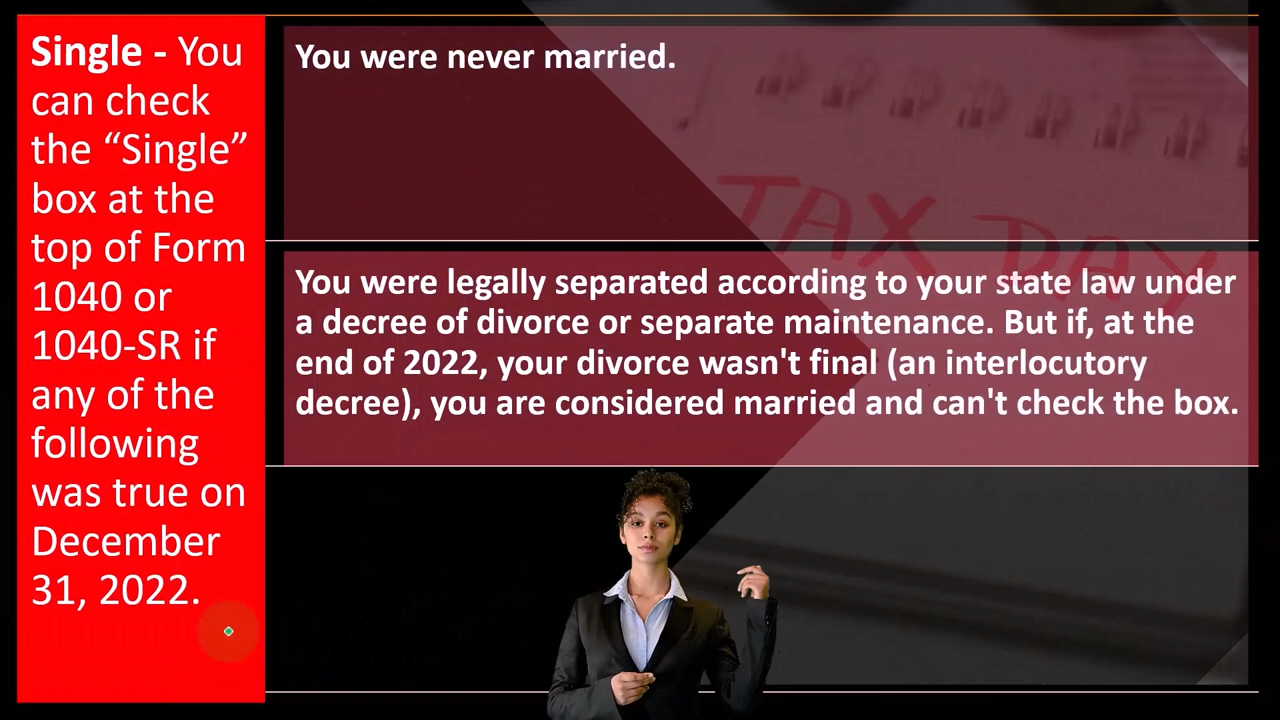 Single - You
can check
the “Single”
box at the
top of Form
1040 or
1040-SR if
any of the
following
was true on
December
31, 2022.
You were never married.
TAX DAY
You were legally separated according to your state law under
a decree of divorce or separate maintenance. But if, at the
end of 2022, your divorce wasn't final (an interlocutory
decree), you are considered married and can't check the box.